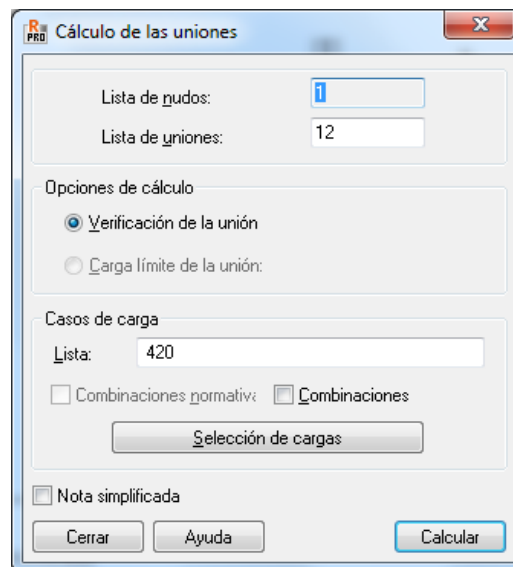 R PRO Cálculo de las uniones
Lista de nudos: 1
Lista de uniones: 12
Opciones de cálculo
Verificación de la unión
Carga límite de la unión:
Casos de carga
Lista: 420
Combinaciones normativa Combinaciones
Selección de cargas
Nota simplificada
Cerrar Ayuda Calcular